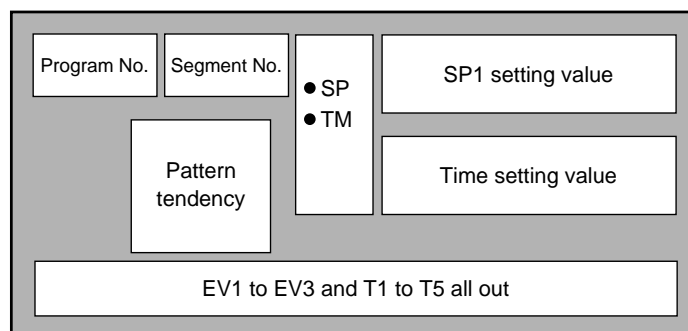 Program No.
Segment No.
● SP
● TM
SP1 setting value
Pattern
tendency
Time setting value
EV1 to EV3 and T1 to T5 all out